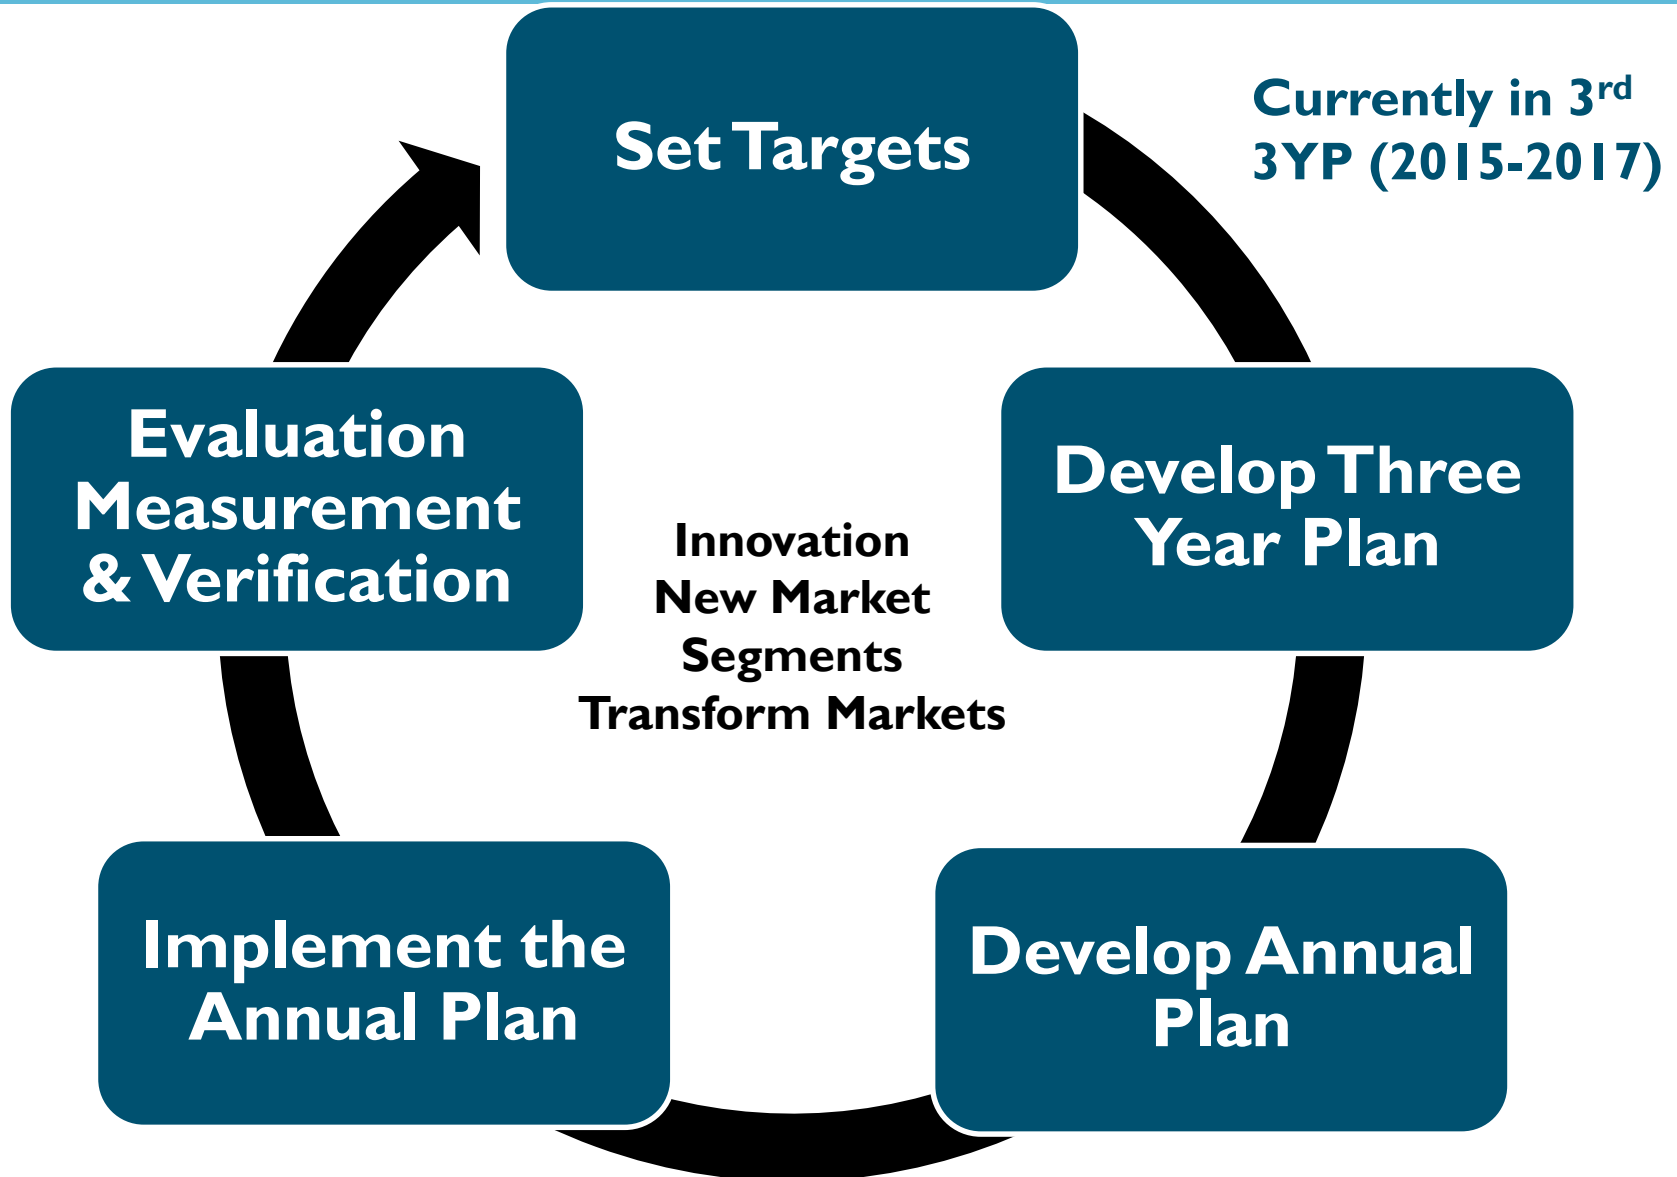 Set Targets
Currently in 3rd
3YP (2015-2017)
Develop Three
Year Plan
Develop Annual
Plan
Implement the
Annual Plan
Evaluation
Measurement
& Verification
Innovation
New Market
Segments
Transform Markets